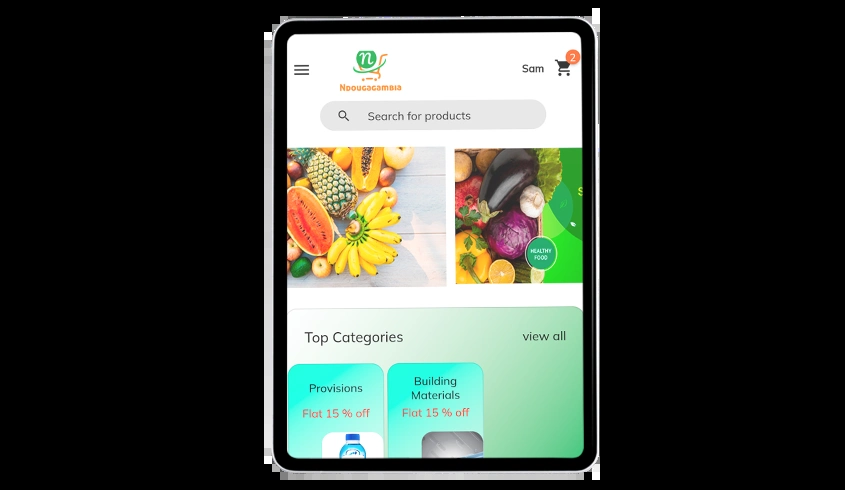 n
NDOUGAGAMBIA
Sam
2
Search for products
HEALTHY
FOOD
Top Categories
view all
Provisions
Flat 15 % off
Building
Materials
Flat 15 % off